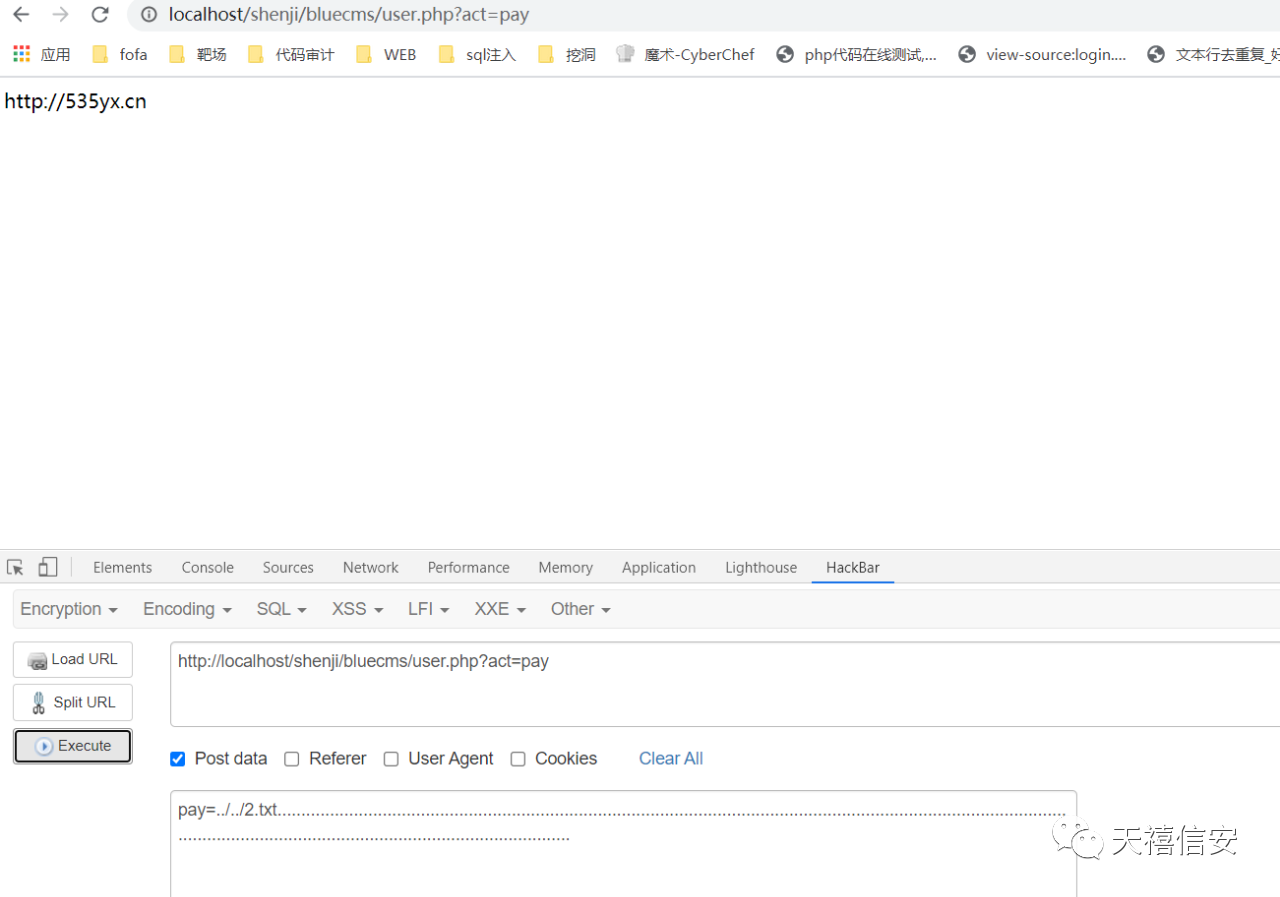 localhost/shenji/bluecms/user.php?act=pay
应用 fofa 靶场 代码审计 WEB sql注入 挖洞 魔术-CyberChef php代码在线测试,... view-source:login.... 文本行去重复_好
http://535yx.cn
Elements Console Sources Network Performance Memory Application Lighthouse HackBar
Encryption Encoding SQL XSS LFI XXE Other
Load URL
http://localhost/shenji/bluecms/user.php?act=pay
Split URL
Execute
Post data Referer User Agent Cookies Clear All
pay=../../2.txt....................................................................................................................................................................
..................................................................................
天禧信安